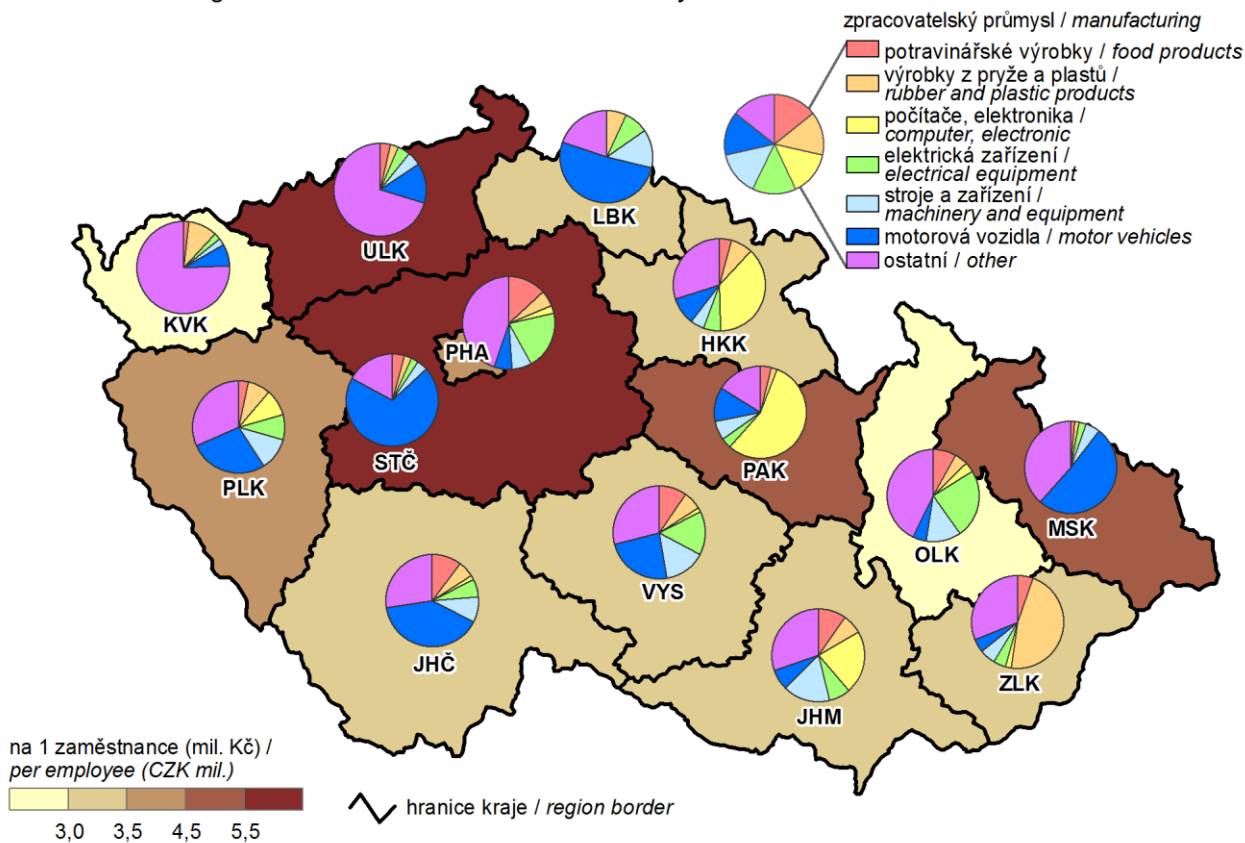 zpracovatelský průmysl / manufacturing
potravinářské výrobky / food products
výrobky z pryže a plastů /
rubber and plastic products
počítače, elektronika /
computer, electronic
elektrická zařízení /
electrical equipment
stroje a zařízení /
machinery and equipment
motorová vozidla / motor vehicles
ostatní / other
LBK
ULK
KVK
HKK
PHA
STČ
PAK
PLK
MSK
OLK
VYS
JHČ
ZLK
JHM
na 1 zaměstnance (mil. Kč) /
per employee (CZK mil.)
3,0 3,5 4,5 5,5
hranice kraje / region border